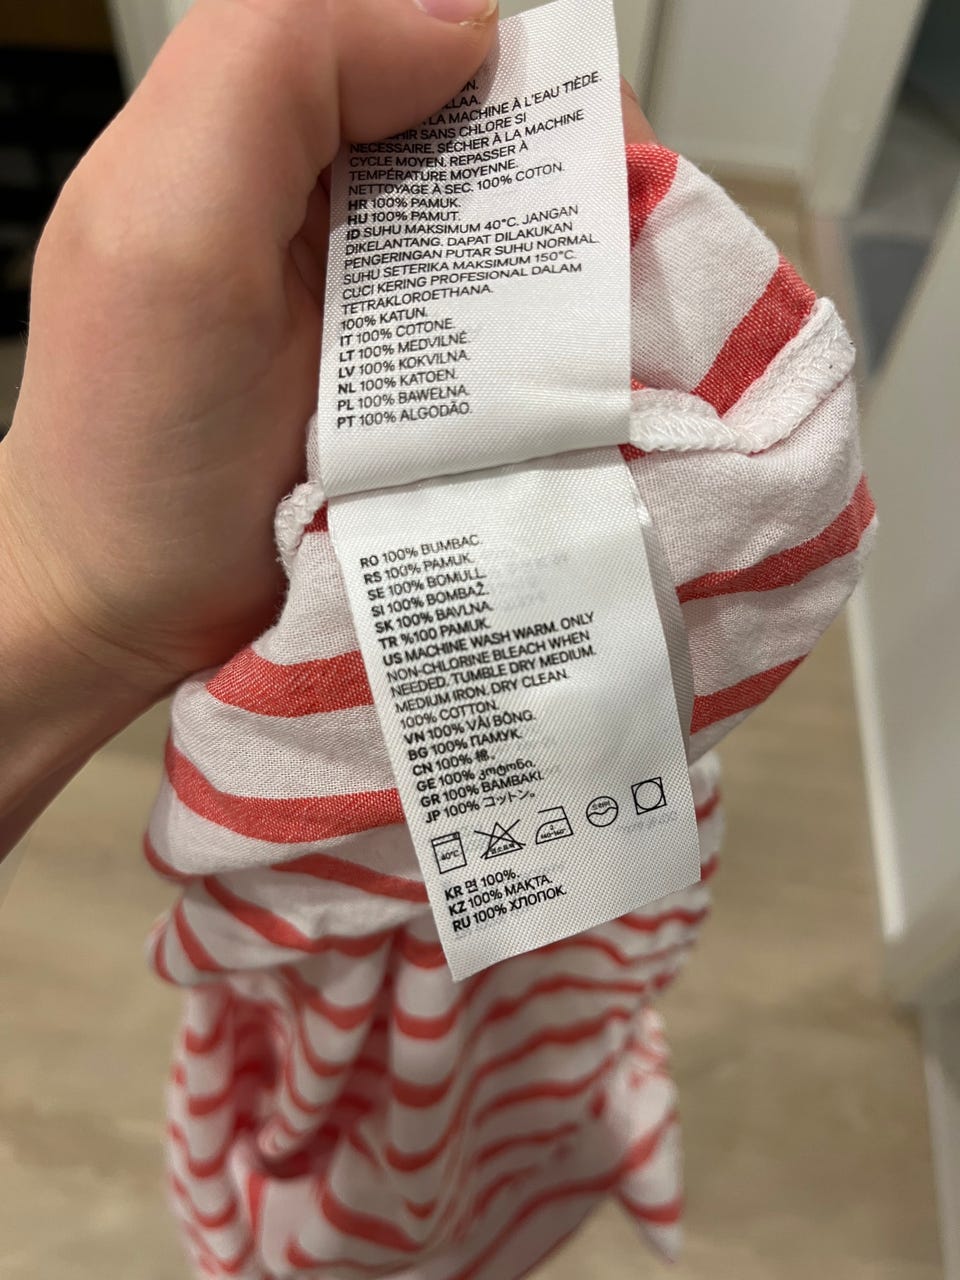 LA MACHINE À L'EAU TIÈDE.
SANS CHLORE SI
NECESSAIRE. SÉCHER À LA MACHINE
CYCLE MOYEN. REPASSER À
TEMPÉRATURE MOYENNE.
NETTOYAGE À SEC. 100% COTON.
HR 100% PAMUK.
HU 100% PAMUT.
ID SUHU MAKSIMUM 40°C. JANGAN
DIKELANTANG. DAPAT DILAKUKAN
PENGERINGAN PUTAR SUHU NORMAL.
SUHU SETERIKA MAKSIMUM 150°C.
CUCI KERING PROFESIONAL DALAM
TETRAKLOROETHANA.
100% KATUN.
IT 100% COTONE.
LT 100% MEDVILNĖ.
LV 100% KOKVILNA.
NL 100% KATOEN.
PL 100% BAWEŁNA.
PT 100% ALGODÃO.
RO 100% BUMBAC.
RS 100% PAMUK.
SE 100% BOMULL.
SI 100% BOMBAŽ.
SK 100% BAVLNA.
TR %100 PAMUK.
US MACHINE WASH WARM. ONLY
NON-CHLORINE BLEACH WHEN
NEEDED. TUMBLE DRY MEDIUM.
MEDIUM IRON. DRY CLEAN.
100% COTTON.
VN 100% VẢI BÔNG.
BG 100% ПАМУК.
CN 100% 棉。
GE 100% კოტონი.
GR 100% BAMBAKI.
JP 100% コットン。
40°C
KR 면 100%.
KZ 100% МАҚТА.
RU 100% ХЛОПОК.